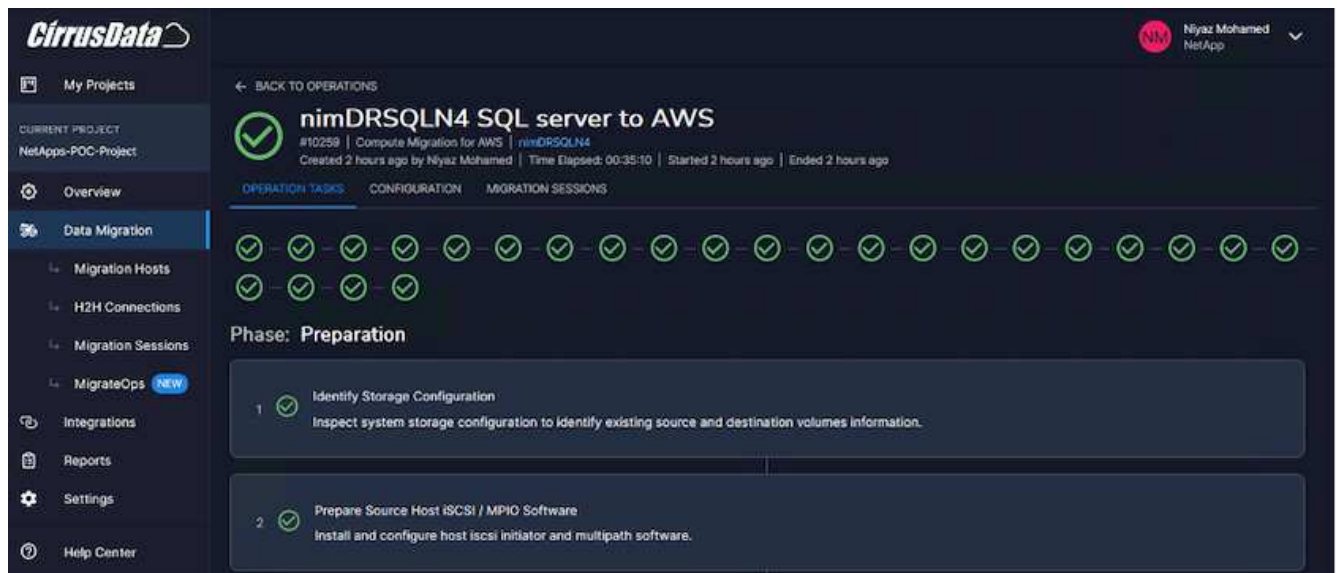 CirrusData
NM
Niyaz Mohamed
NetApp
My Projects
CURRENT PROJECT
NetApps-POC-Project
Overview
Data Migration
Migration Hosts
H2H Connections
Migration Sessions
MigrateOps NEW
Integrations
Reports
Settings
Help Center
← BACK TO OPERATIONS
nimDRSQLN4 SQL server to AWS
#10259 | Compute Migration for AWS | nimDRSQLN4
Created 2 hours ago by Niyaz Mohamed | Time Elapsed: 00:35:10 | Started 2 hours ago | Ended 2 hours ago
OPERATION TASKS CONFIGURATION MIGRATION SESSIONS
Phase: Preparation
1 Identify Storage Configuration
Inspect system storage configuration to identify existing source and destination volumes information.
2 Prepare Source Host iSCSI / MPIO Software
Install and configure host iscsi initiator and multipath software.